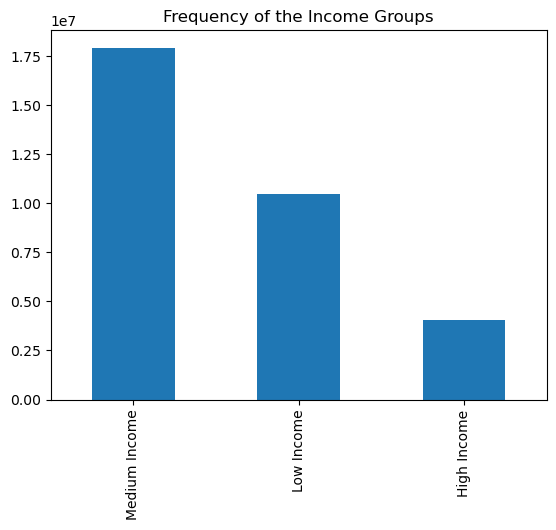 Frequency of the Income Groups
1e7
1.75
1.50
1.25
1.00
0.75
0.50
0.25
0.00
Medium Income
Low Income
High Income